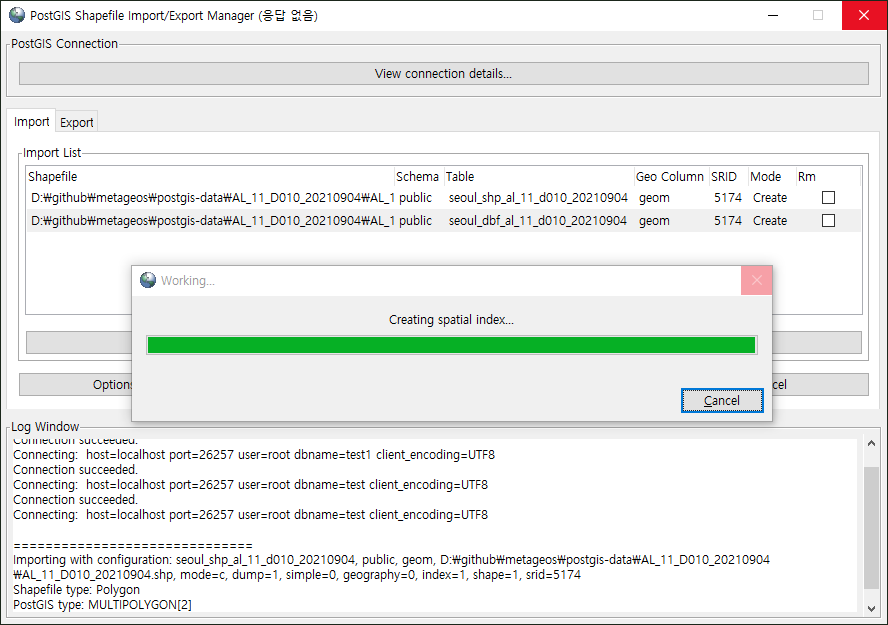 PostGIS Shapefile Import/Export Manager (응답 없음)
PostGIS Connection
View connection details...
Import Export
Import List
Shapefile Schema Table Geo Column SRID Mode Rm
D:₩github₩metageos₩postgis-data₩AL_11_D010_20210904₩AL_1 public seoul_shp_al_11_d010_20210904 geom 5174 Create
D:₩github₩metageos₩postgis-data₩AL_11_D010_20210904₩AL_1 public seoul_dbf_al_11_d010_20210904 geom 5174 Create
Working...
Creating spatial index...
Options
Cancel
cel
Log Window
Connection succeeded.
Connecting: host=localhost port=26257 user=root dbname=test1 client_encoding=UTF8
Connection succeeded.
Connecting: host=localhost port=26257 user=root dbname=test client_encoding=UTF8
Connection succeeded.
Connecting: host=localhost port=26257 user=root dbname=test client_encoding=UTF8
==============================
Importing with configuration: seoul_shp_al_11_d010_20210904, public, geom, D:₩github₩metageos₩postgis-data₩AL_11_D010_20210904
₩AL_11_D010_20210904.shp, mode=c, dump=1, simple=0, geography=0, index=1, shape=1, srid=5174
Shapefile type: Polygon
PostGIS type: MULTIPOLYGON[2]